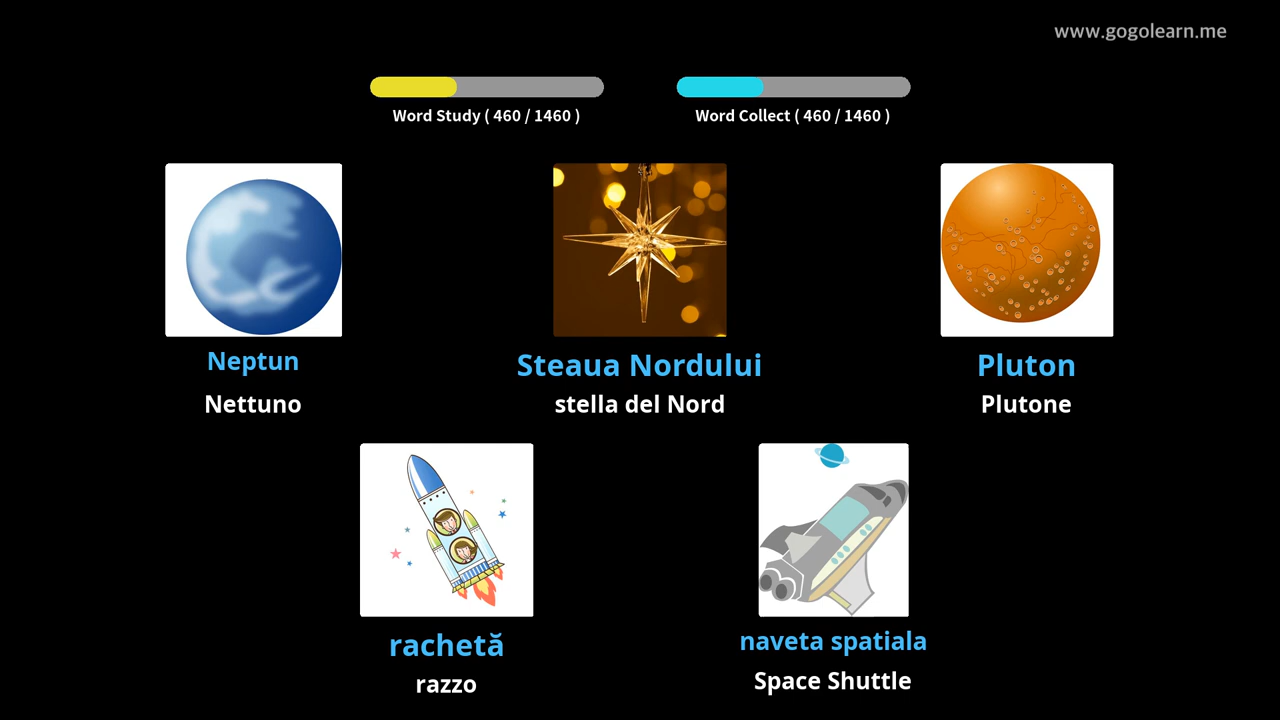 www.gogolearn.me
Word Study ( 460 / 1460 )
Word Collect ( 460 / 1460 )
Neptun
Nettuno
Steaua Nordului
stella del Nord
Pluton
Plutone
rachetă
razzo
naveta spatiala
Space Shuttle